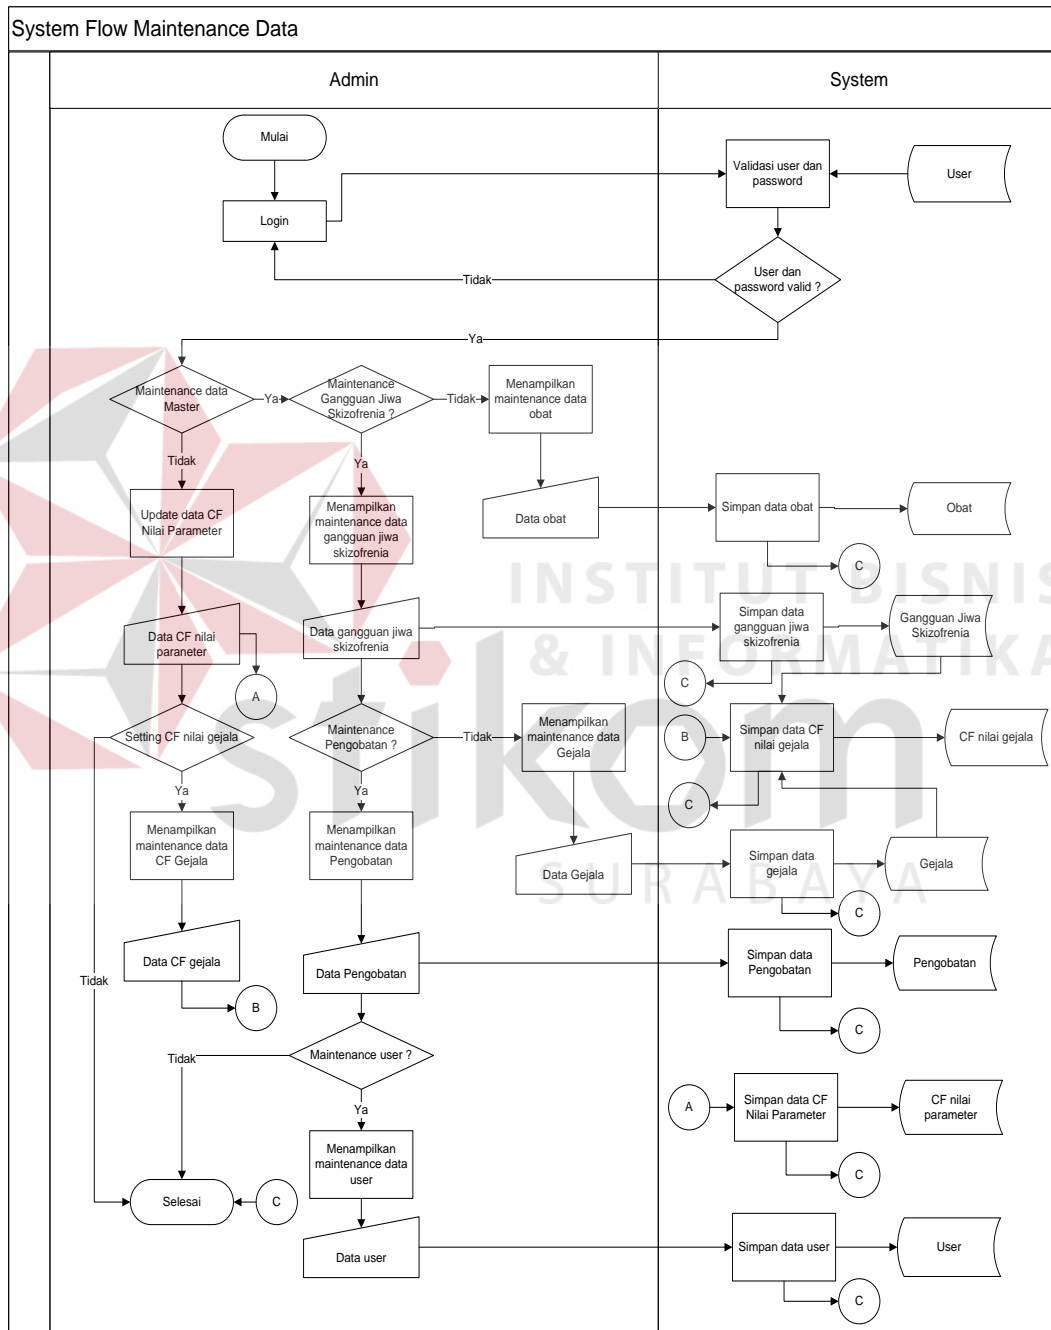 System Flow Maintenance Data
Admin
System
Mulai
Login
Validasi user dan
password
User
User dan
password valid ?
Tidak
Ya
Maintenance data
Master
Ya
Maintenance
Gangguan Jiwa
Skizofrenia ?
Tidak
Menampilkan
maintenance data
obat
Tidak
Ya
Update data CF
Nilai Parameter
Menampilkan
maintenance data
gangguan jiwa
skizofrenia
Data obat
Simpan data obat
Obat
C
INSTITUT BISNIS
& INFORMATIKA
stikom
SURABAYA
Data CF nilai
paraneter
A
Data gangguan jiwa
skizofrenia
Simpan data
gangguan jiwa
skizofrenia
Gangguan Jiwa
Skizofrenia
C
Setting CF nilai gejala
Maintenance
Pengobatan ?
Tidak
Menampilkan
maintenance data
Gejala
B
Simpan data CF
nilai gejala
CF nilai gejala
C
Ya
Ya
Menampilkan
maintenance data
CF Gejala
Menampilkan
maintenance data
Pengobatan
Data Gejala
Simpan data
gejala
Gejala
C
Data CF gejala
B
Tidak
Data Pengobatan
Simpan data
Pengobatan
Pengobatan
C
Maintenance user ?
Tidak
Ya
A
Simpan data CF
Nilai Parameter
CF nilai
parameter
C
Menampilkan
maintenance data
user
Selesai
C
Data user
Simpan data user
User
C